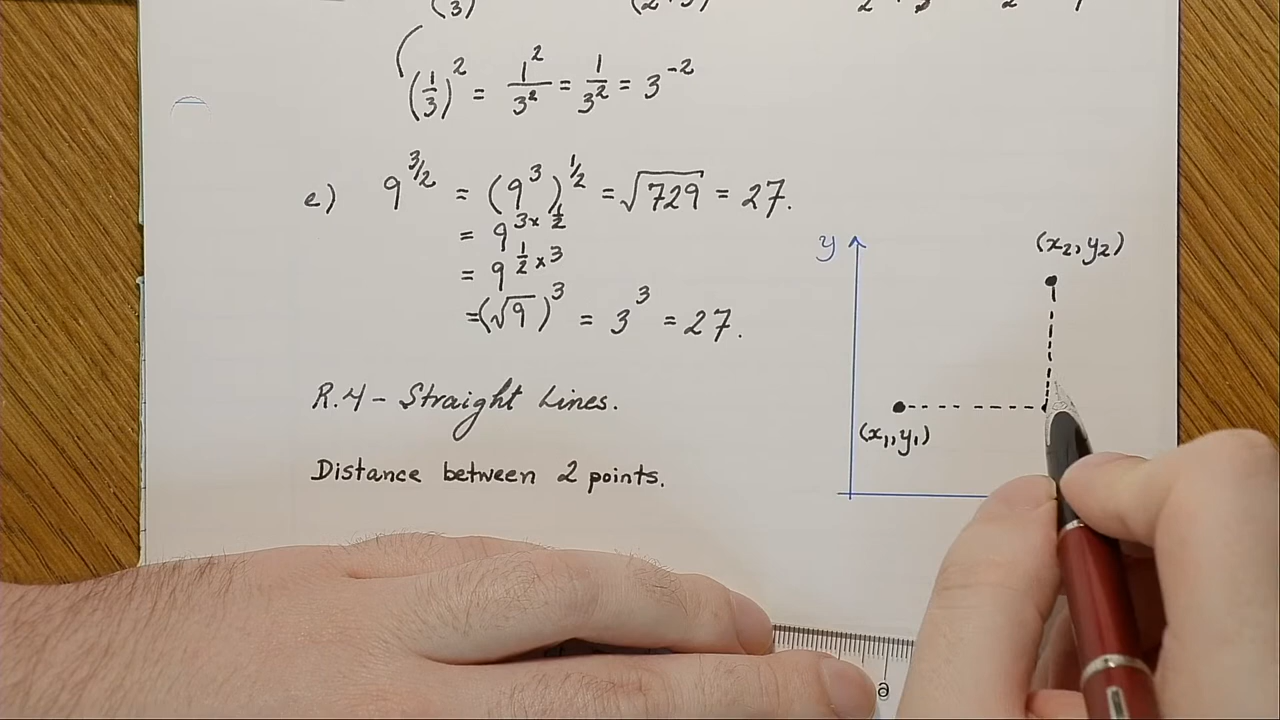 (1/3)² = 1²/3² = 1/3² = 3⁻²
e) 9^(3/2) = (9³)^(1/2) = √729 = 27.
= 9^(3×1/2)
= 9^(1/2×3)
=(√9)³ = 3³ = 27.
R.4 - Straight Lines.
Distance between 2 points.
y
(x₂, y₂)
(x₁, y₁)